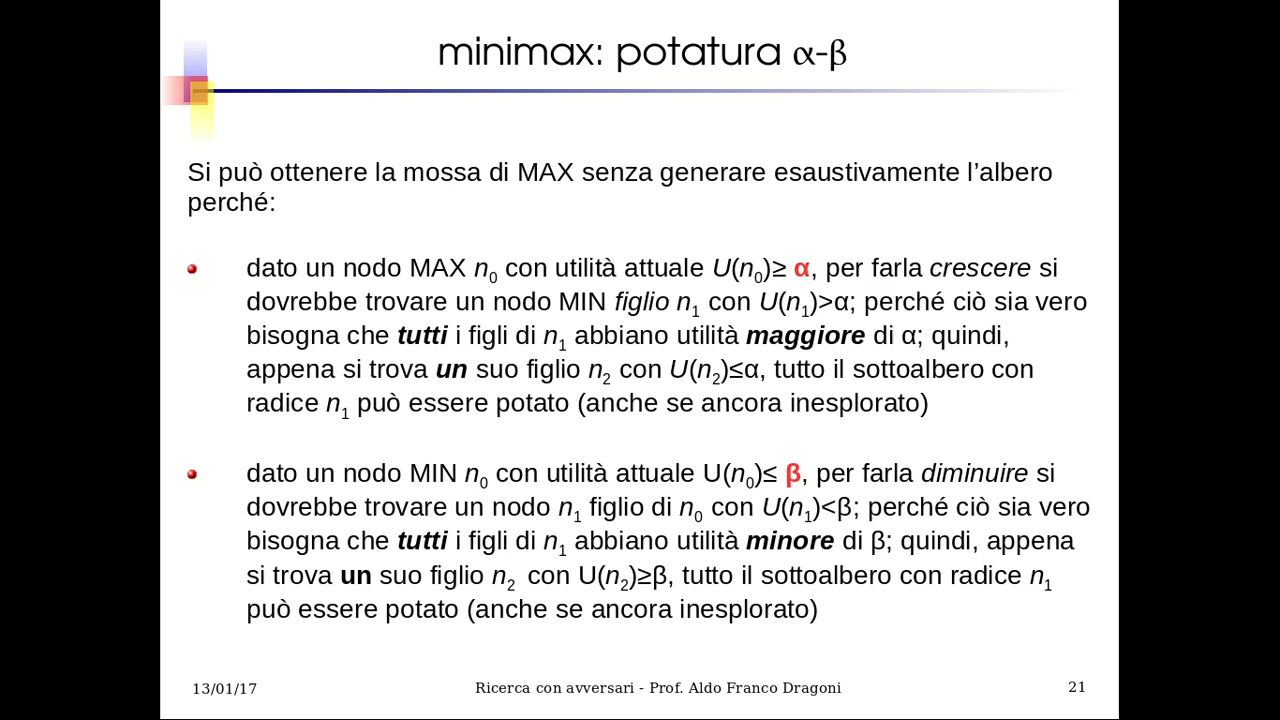 minimax: potatura α-β
Si può ottenere la mossa di MAX senza generare esaustivamente l’albero
perché:
dato un nodo MAX n0 con utilità attuale U(n0)≥ α, per farla crescere si
dovrebbe trovare un nodo MIN figlio n1 con U(n1)>α; perché ciò sia vero
bisogna che tutti i figli di n1 abbiano utilità maggiore di α; quindi,
appena si trova un suo figlio n2 con U(n2)≤α, tutto il sottoalbero con
radice n1 può essere potato (anche se ancora inesplorato)
dato un nodo MIN n0 con utilità attuale U(n0)≤ β, per farla diminuire si
dovrebbe trovare un nodo n1 figlio di n0 con U(n1)<β; perché ciò sia vero
bisogna che tutti i figli di n1 abbiano utilità minore di β; quindi, appena
si trova un suo figlio n2 con U(n2)≥β, tutto il sottoalbero con radice n1
può essere potato (anche se ancora inesplorato)
13/01/17
Ricerca con avversari - Prof. Aldo Franco Dragoni
21